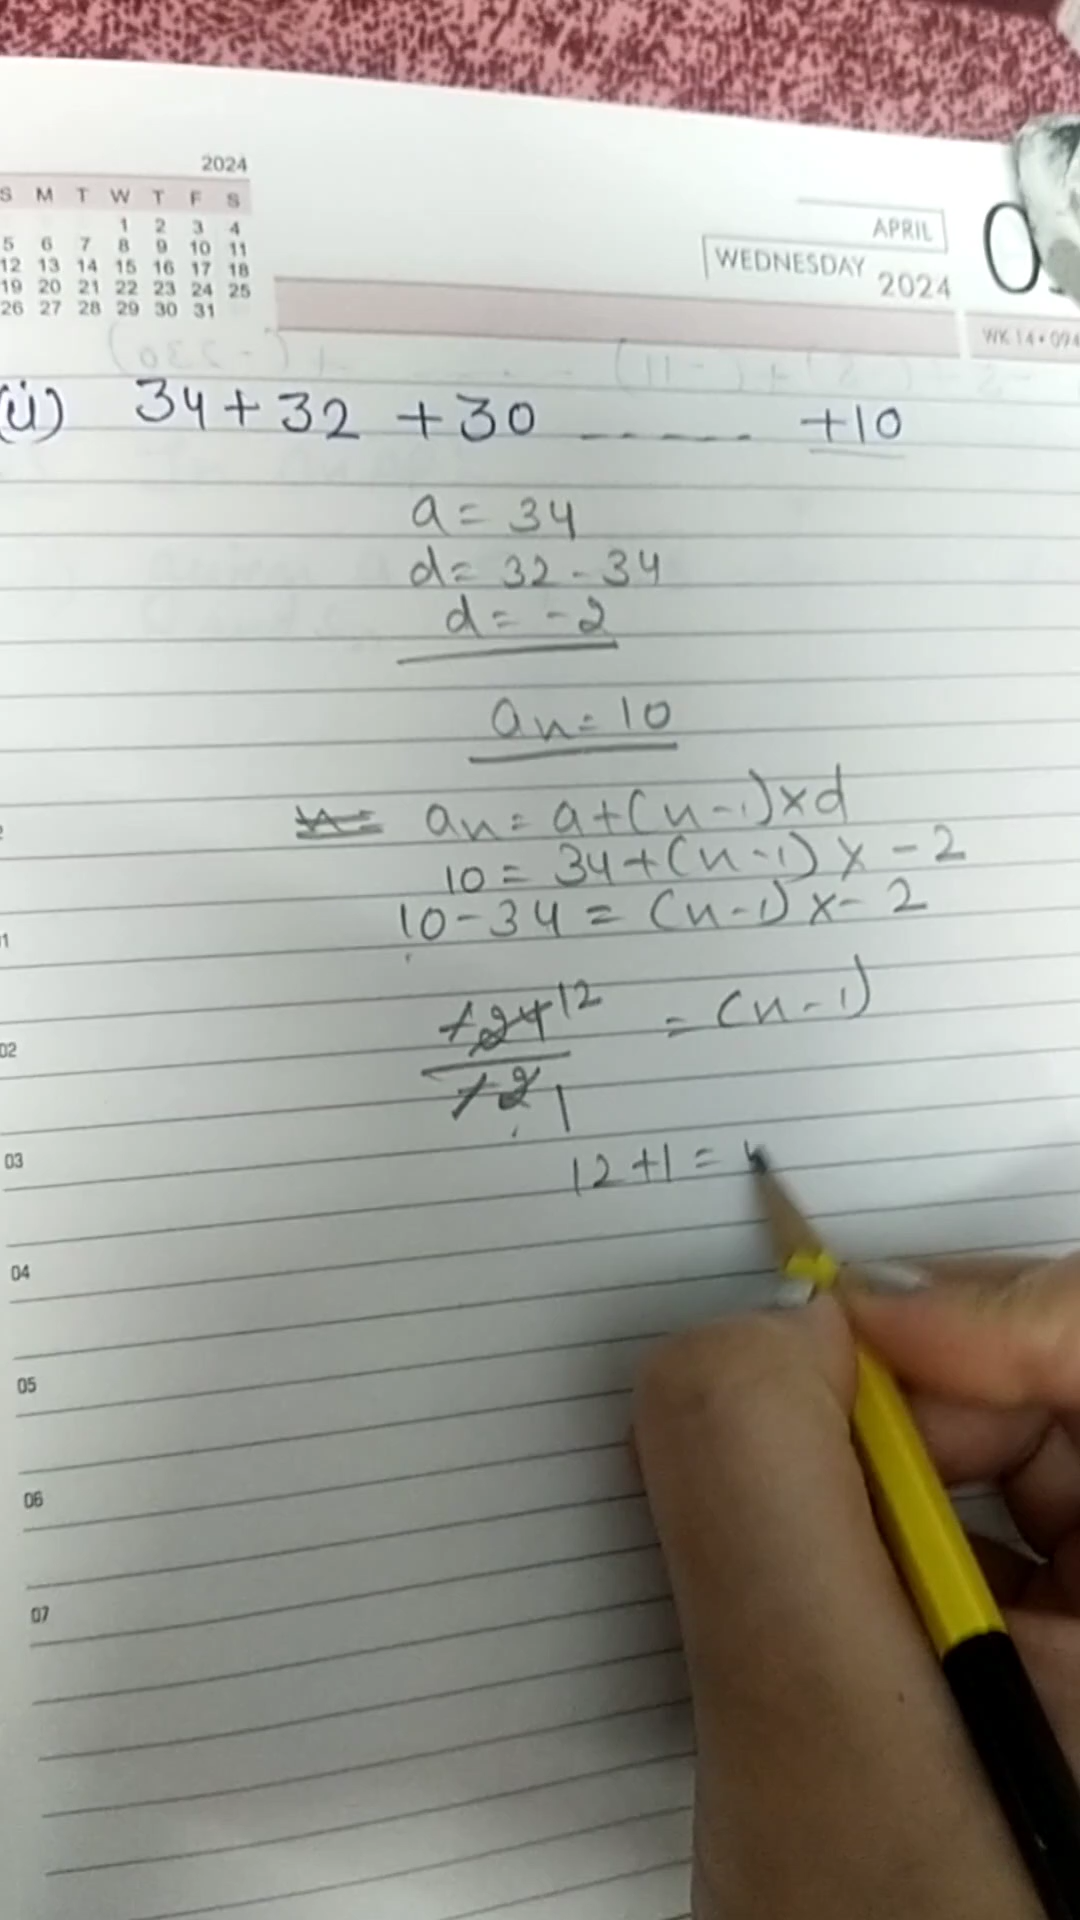 2024
S M T W T F S
1 2 3 4
5 6 7 8 9 10 11
12 13 14 15 16 17 18
19 20 21 22 23 24 25
26 27 28 29 30 31
APRIL
WEDNESDAY 2024
WK 14 • 094
(ii) 34 + 32 + 30 ------ + 10
a = 34
d = 32 - 34
d = -2
an = 10
an = a + (n-1) x d
10 = 34 + (n-1) x -2
01
10 - 34 = (n-1) x -2
02
-24 12 = (n-1)
-2 1
03
12 + 1 = n
04
05
06
07